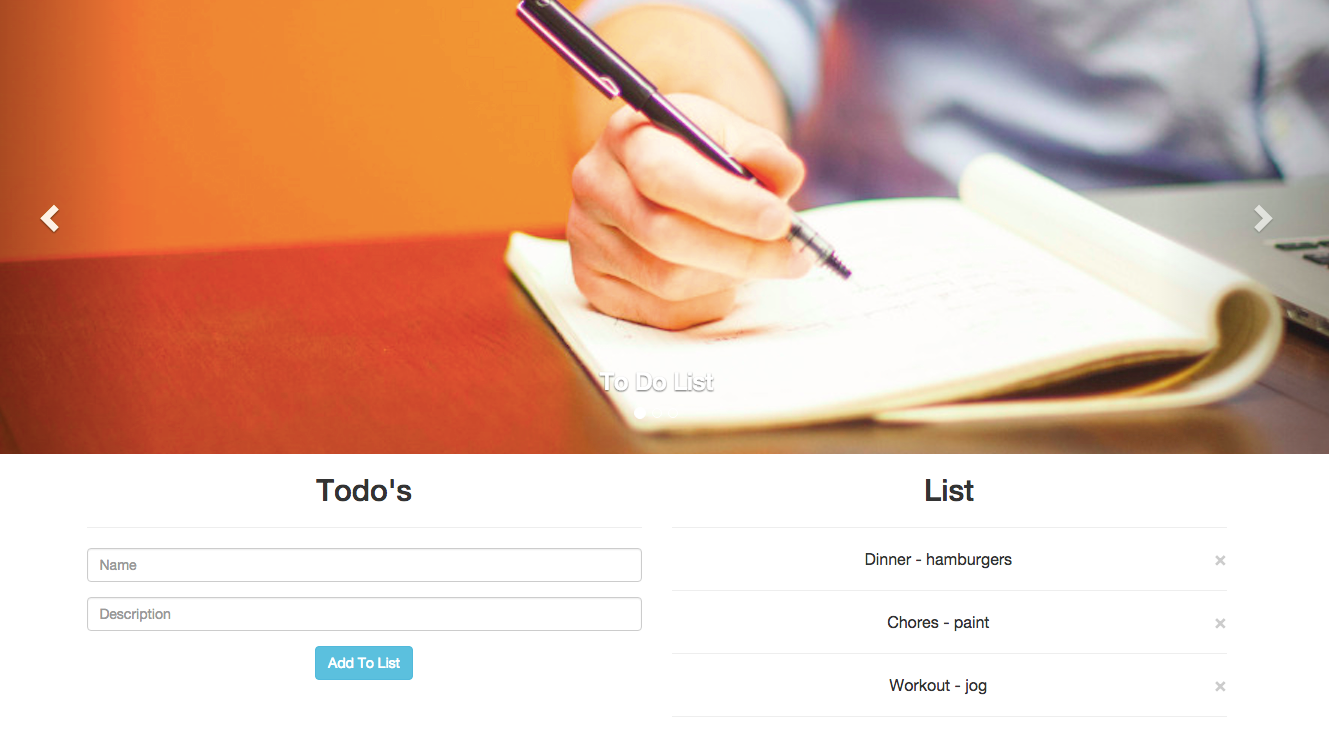 To Do List
Todo's
Name
Description
Add To List
List
Dinner - hamburgers
×
Chores - paint
×
Workout - jog
×